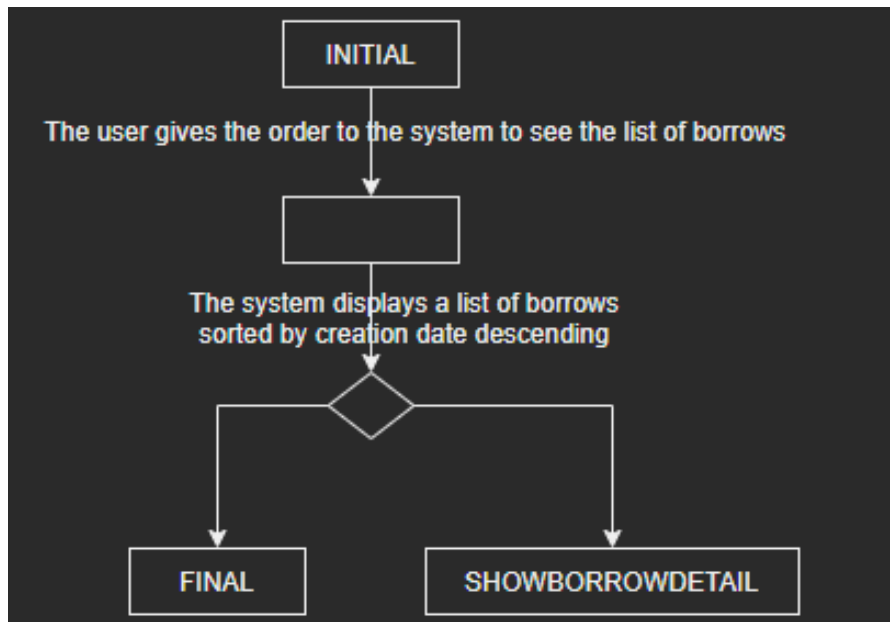 INITIAL
The user gives the order to the system to see the list of borrows
The system displays a list of borrows
sorted by creation date descending
FINAL
SHOWBORROWDETAIL